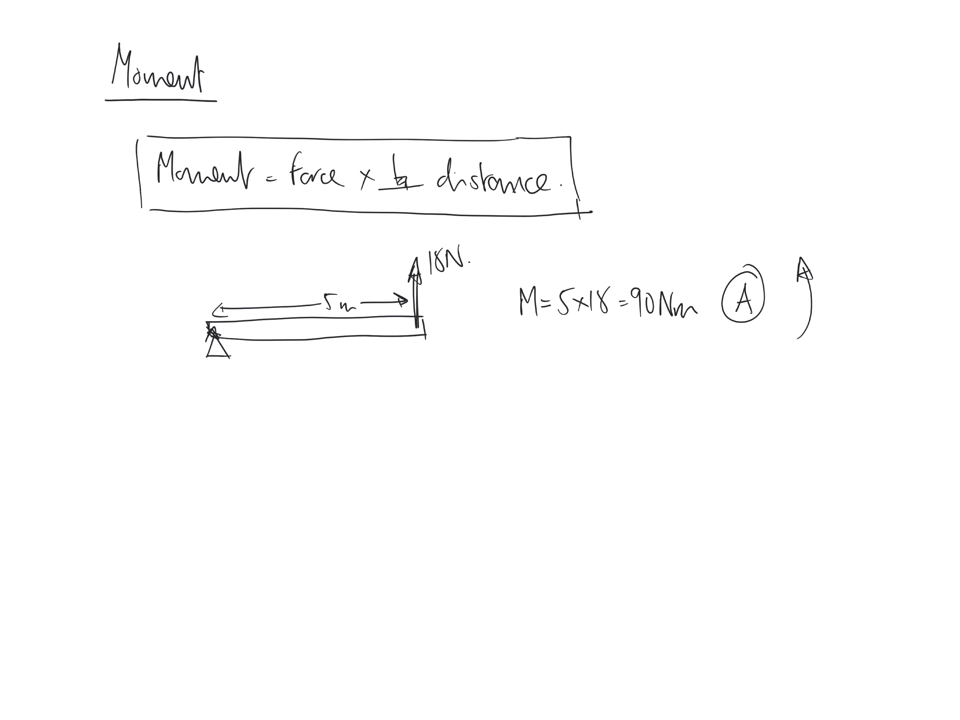 Moment
Moment = force × ⊥ distance.
18N.
5m
M = 5×18 = 90Nm Ⓐ